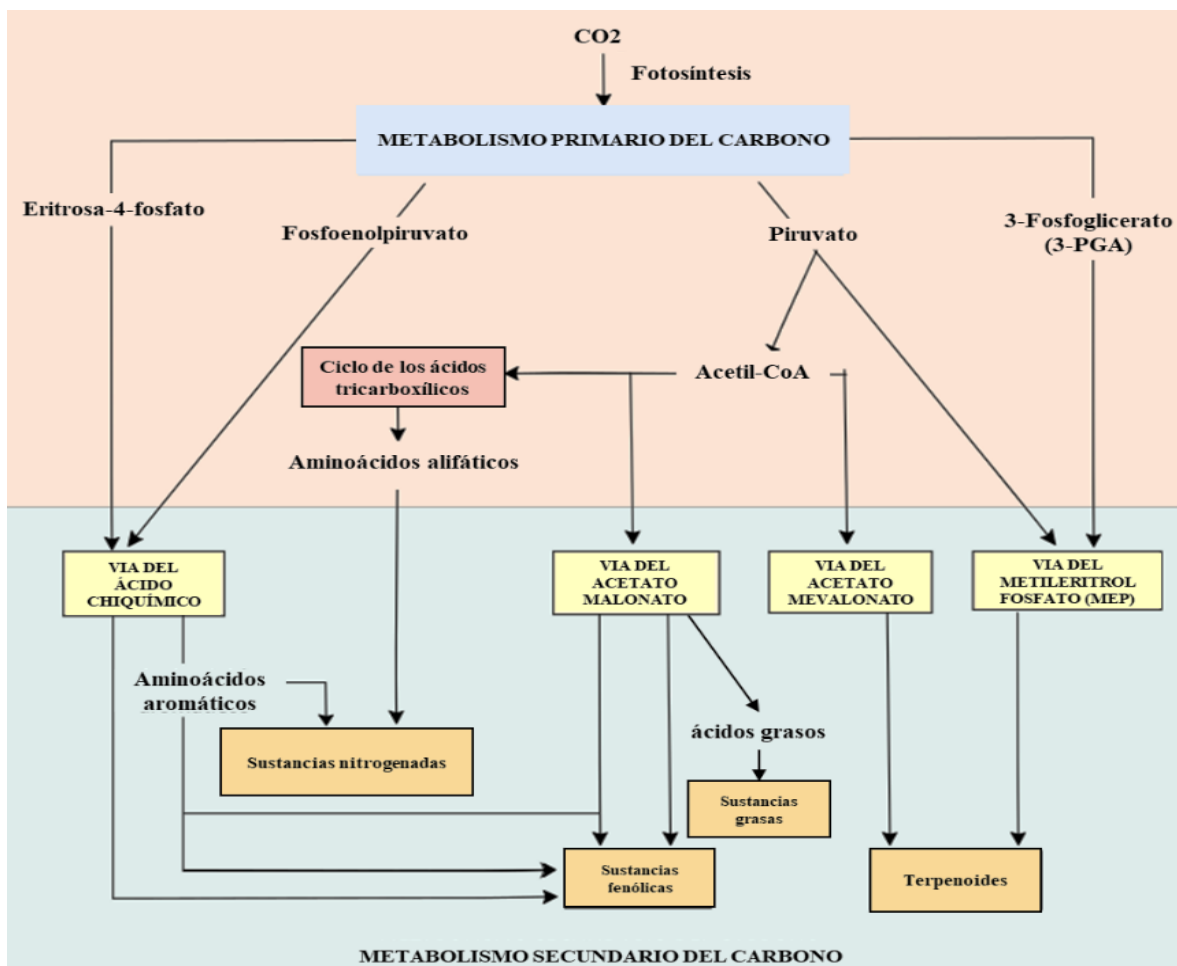 CO2
Fotosíntesis
METABOLISMO PRIMARIO DEL CARBONO
Eritrosa-4-fosfato
Fosfoenolpiruvato
Piruvato
3-Fosfoglicerato
(3-PGA)
Ciclo de los ácidos
tricarboxílicos
Acetil-CoA
Aminoácidos alifáticos
VIA DEL
ÁCIDO
CHIQUÍMICO
VIA DEL
ACETATO
MALONATO
VIA DEL
ACETATO
MEVALONATO
VIA DEL
METILERITROL
FOSFATO (MEP)
Aminoácidos
aromáticos
Sustancias nitrogenadas
ácidos grasos
Sustancias
grasas
Sustancias
fenólicas
Terpenoides
METABOLISMO SECUNDARIO DEL CARBONO